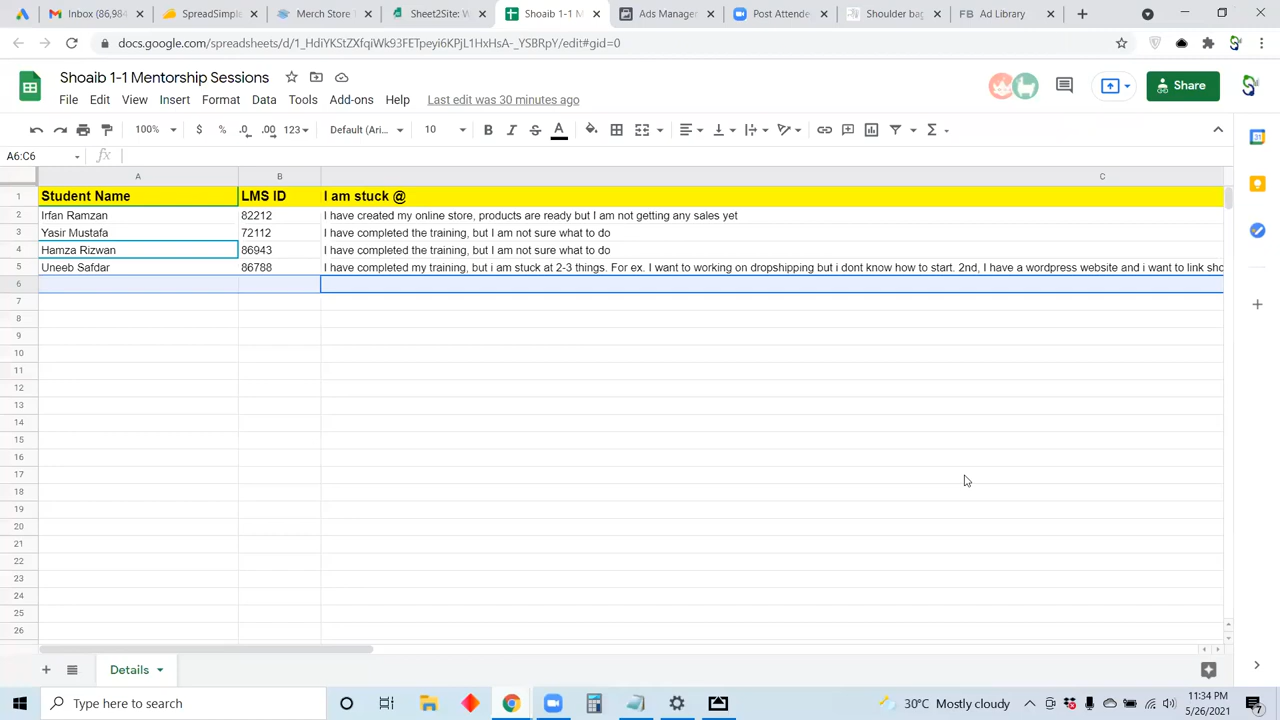 Inbox (86,984
SpreadSimple
Merch Store
Sheet2Site: W
Shoaib 1-1 M
Ads Manager
Post Attende
Shoulder bag
FB Ad Library
docs.google.com/spreadsheets/d/1_HdiYKStZXfqiWk93FETpeyi6KPjL1HxHsA-_YSBRpY/edit#gid=0
Shoaib 1-1 Mentorship Sessions
File Edit View Insert Format Data Tools Add-ons Help Last edit was 30 minutes ago
Share
100% $ % .0 .00 123 Default (Ari... 10 B I S A Σ
A6:C6 fx
A B C
1 Student Name LMS ID I am stuck @
2 Irfan Ramzan 82212 I have created my online store, products are ready but I am not getting any sales yet
3 Yasir Mustafa 72112 I have completed the training, but I am not sure what to do
4 Hamza Rizwan 86943 I have completed the training, but I am not sure what to do
5 Uneeb Safdar 86788 I have completed my training, but i am stuck at 2-3 things. For ex. I want to working on dropshipping but i dont know how to start. 2nd, I have a wordpress website and i want to link sho
6
7
8
9
10
11
12
13
14
15
16
17
18
19
20
21
22
23
24
25
26
Details
Type here to search
30°C Mostly cloudy
11:34 PM
5/26/2021
7